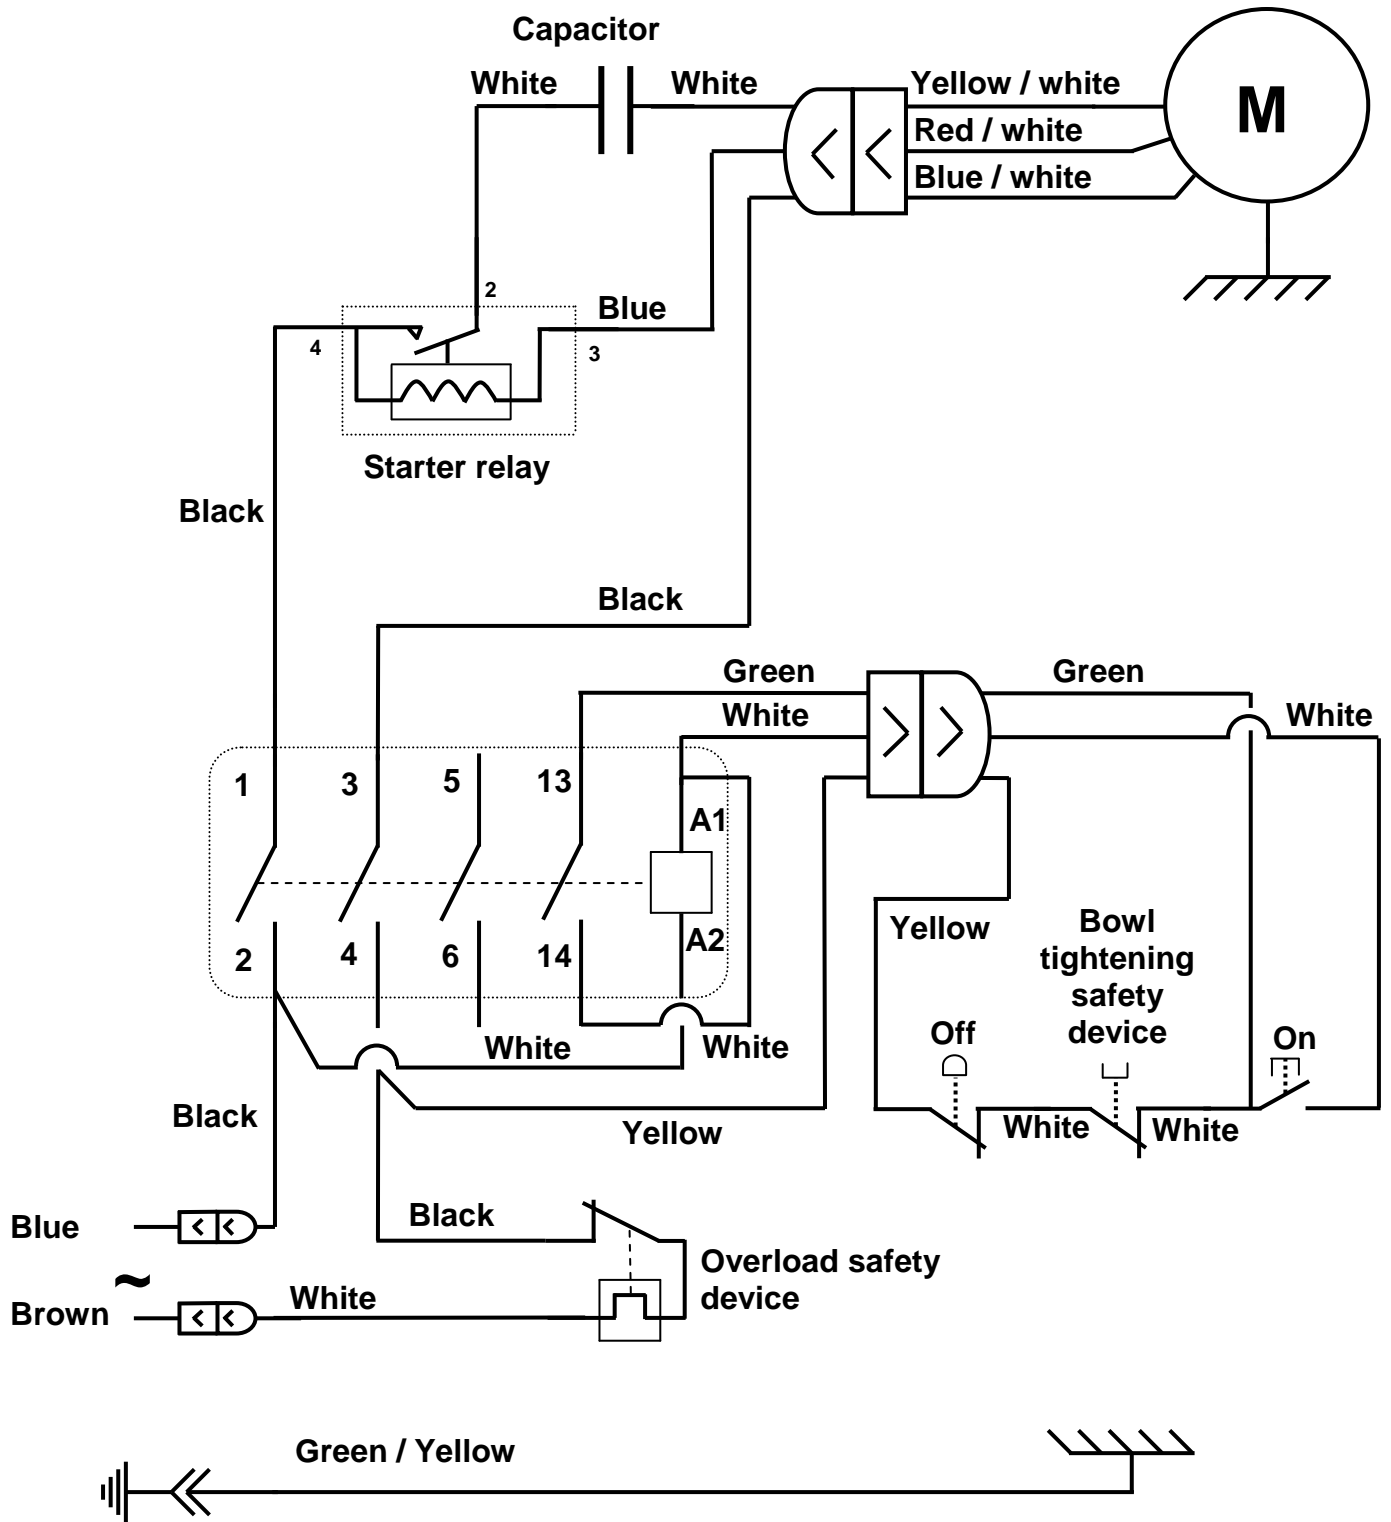 Capacitor
White
White
Yellow / white
M
Red / white
Blue / white
2
Blue
4
3
Starter relay
Black
Black
Green
Green
White
White
1
3
5
13
A1
A2
2
4
6
14
Yellow
Bowl
tightening
safety
device
Off
On
White
White
Black
Yellow
White
White
Blue
Black
~
Overload safety
device
Brown
White
Green / Yellow